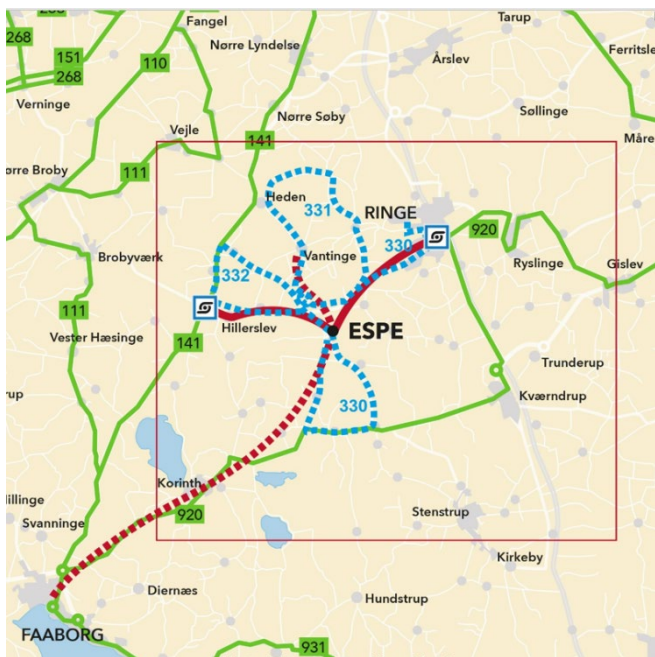 268
Fangel
Tarup
268
151
268
110
Nørre Lyndelse
Årslev
Ferritsle
Verninge
Søllinge
Vejle
Nørre Søby
Måre
141
ørre Broby
111
Heden
331
RINGE
920
330
Brobyværk
Vantinge
332
Ryslinge
Gislev
111
Vester Hæsinge
Hillerslev
ESPE
141
Trunderup
Kværndrup
rup
330
Korinth
illinge
920
Stenstrup
Svanninge
Kirkeby
Diernæs
Hundstrup
FAABORG
931